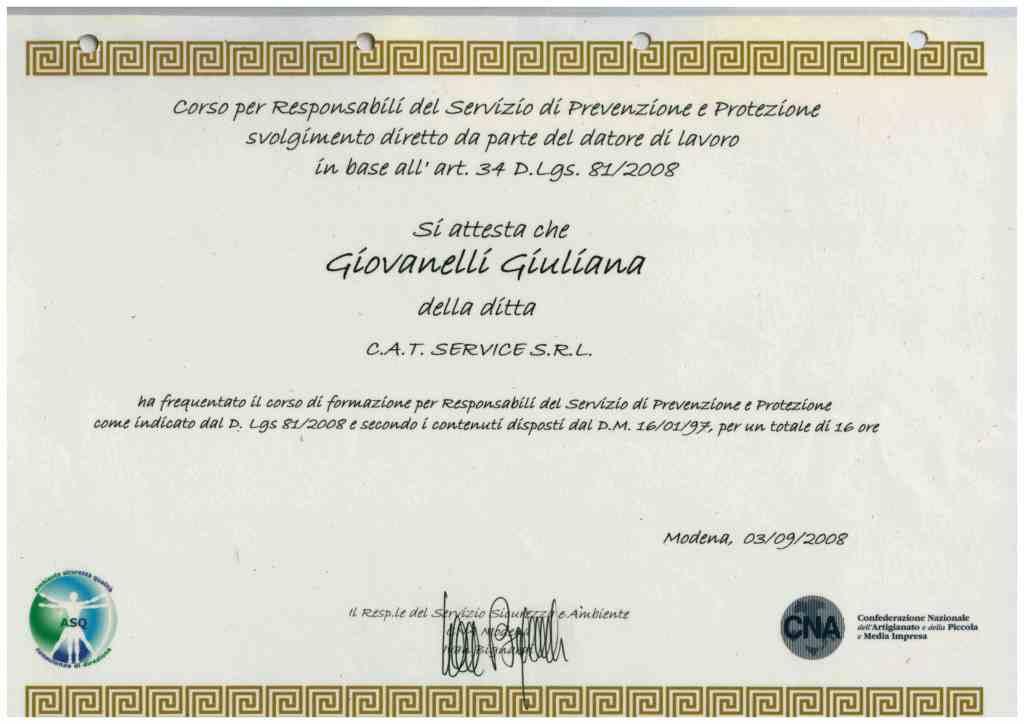 Corso per Responsabili del Servizio di Prevenzione e Protezione
svolgimento diretto da parte del datore di lavoro
in base all' art. 34 D.Lgs. 81/2008
Si attesta che
Giovanelli Giuliana
della ditta
C.A.T. SERVICE S.R.L.
ha frequentato il corso di formazione per Responsabili del Servizio di Prevenzione e Protezione
come indicato dal D. Lgs 81/2008 e secondo i contenuti disposti dal D.M. 16/01/97, per un totale di 16 ore
Modena, 03/09/2008
Il Resp.le del Servizio Sicurezza e Ambiente
Modena
Ambiente sicurezza qualità
ASQ
CNA
Confederazione Nazionale
dell'Artigianato e della Piccola
e Media Impresa